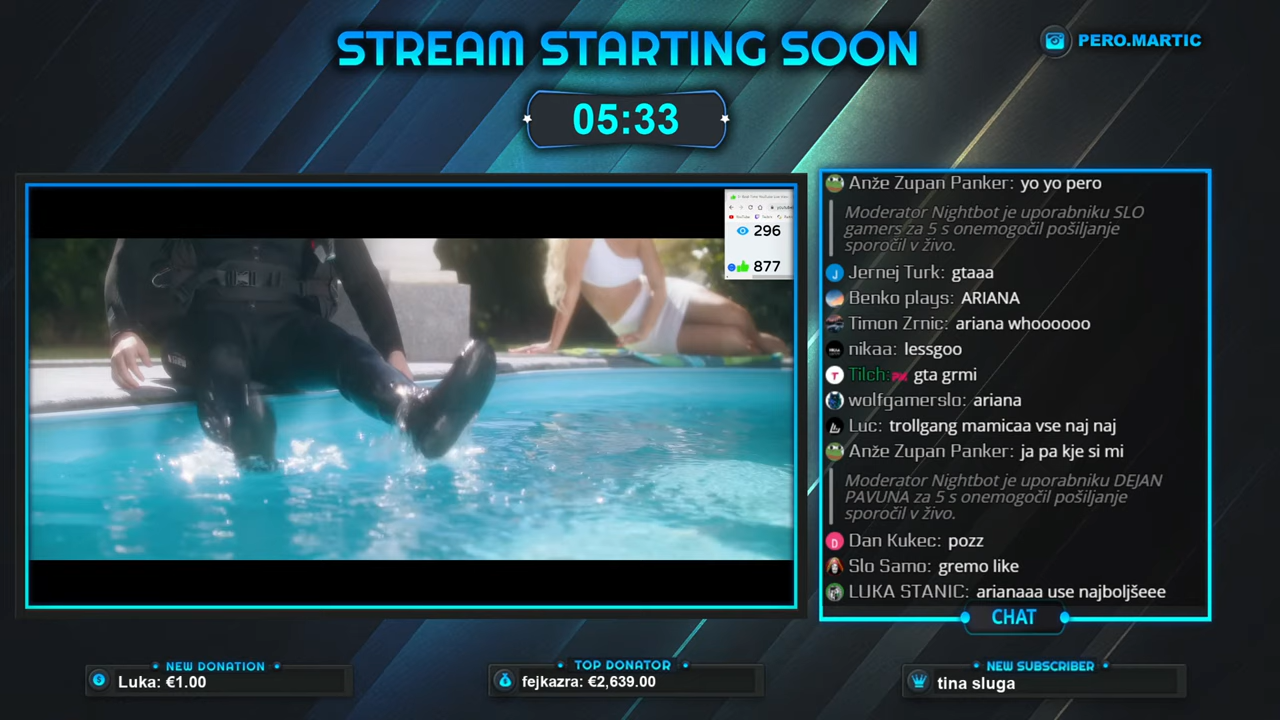 STREAM STARTING SOON
PERO.MARTIC
05:33
296
877
Anže Zupan Panker: yo yo pero
Moderator Nightbot je uporabniku SLO
gamers za 5 s onemogočil pošiljanje
sporočil v živo.
Jernej Turk: gtaaa
Benko plays: ARIANA
Timon Zrnic: ariana whoooooo
nikaa: lessgoo
Tilch: gta grmi
wolfgamerslo: ariana
Luc: trollgang mamicaa vse naj naj
Anže Zupan Panker: ja pa kje si mi
Moderator Nightbot je uporabniku DEJAN
PAVUNA za 5 s onemogočil pošiljanje
sporočil v živo.
Dan Kukec: pozz
Slo Samo: gremo like
LUKA STANIC: arianaaa use najboljšeee
CHAT
NEW DONATION
Luka: €1.00
TOP DONATOR
fejkazra: €2,639.00
NEW SUBSCRIBER
tina sluga